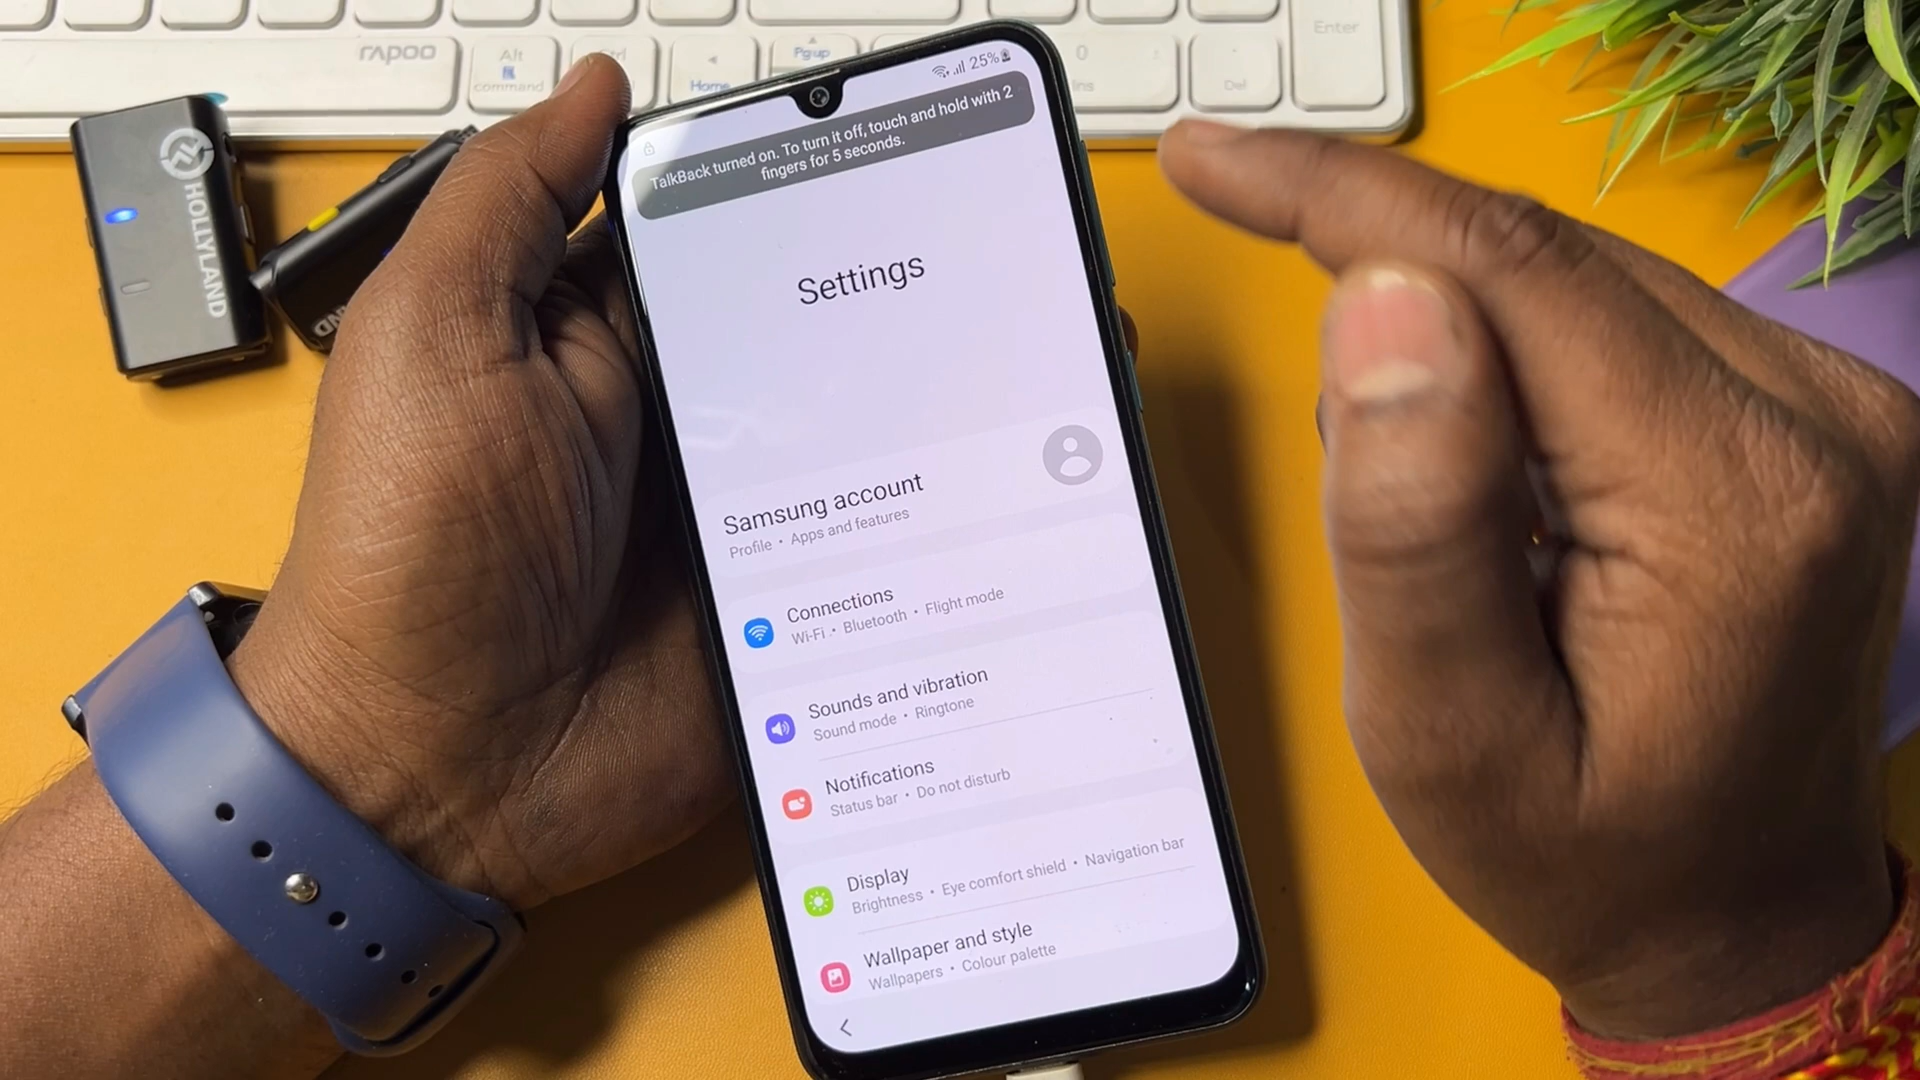 rapoo
Alt
command
Ctrl
Home
Pg up
0
Ins
Del
Enter
HOLLYLAND
25%
TalkBack turned on. To turn it off, touch and hold with 2
fingers for 5 seconds.
Settings
Samsung account
Profile • Apps and features
Connections
Wi-Fi • Bluetooth • Flight mode
Sounds and vibration
Sound mode • Ringtone
Notifications
Status bar • Do not disturb
Display
Brightness • Eye comfort shield • Navigation bar
Wallpaper and style
Wallpapers • Colour palette